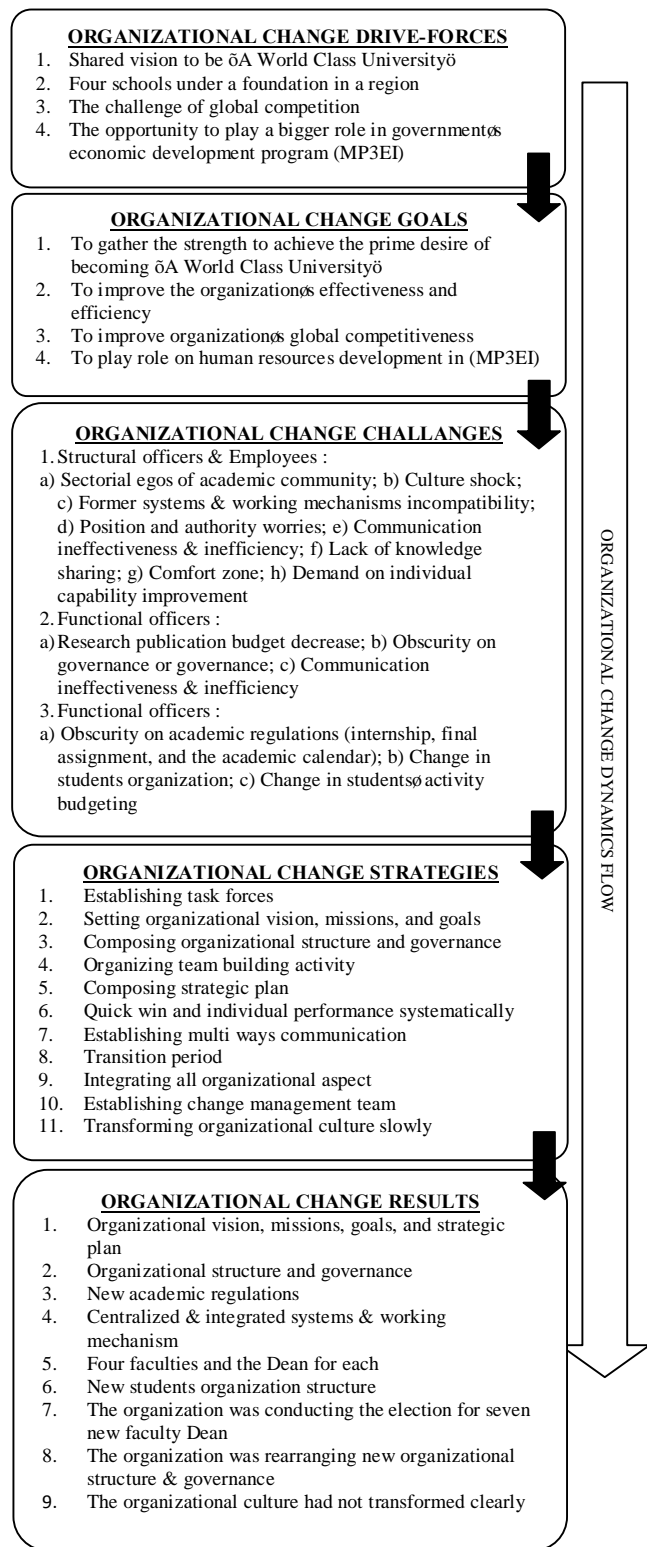 ORGANIZATIONAL CHANGE DRIVE-FORCES
1. Shared vision to be õA World Class Universityö
2. Four schools under a foundation in a region
3. The challenge of global competition
4. The opportunity to play a bigger role in governmentøs
economic development program (MP3EI)
ORGANIZATIONAL CHANGE GOALS
1. To gather the strength to achieve the prime desire of
becoming õA World Class Universityö
2. To improve the organizationøs effectiveness and
efficiency
3. To improve organizationøs global competitiveness
4. To play role on human resources development in (MP3EI)
ORGANIZATIONAL CHANGE CHALLANGES
1. Structural officers & Employees :
a) Sectorial egos of academic community; b) Culture shock;
c) Former systems & working mechanisms incompatibility;
d) Position and authority worries; e) Communication
ineffectiveness & inefficiency; f) Lack of knowledge
sharing; g) Comfort zone; h) Demand on individual
capability improvement
2. Functional officers :
a) Research publication budget decrease; b) Obscurity on
governance or governance; c) Communication
ineffectiveness & inefficiency
3. Functional officers :
a) Obscurity on academic regulations (internship, final
assignment, and the academic calendar); b) Change in
students organization; c) Change in studentsø activity
budgeting
ORGANIZATIONAL CHANGE STRATEGIES
1. Establishing task forces
2. Setting organizational vision, missions, and goals
3. Composing organizational structure and governance
4. Organizing team building activity
5. Composing strategic plan
6. Quick win and individual performance systematically
7. Establishing multi ways communication
8. Transition period
9. Integrating all organizational aspect
10. Establishing change management team
11. Transforming organizational culture slowly
ORGANIZATIONAL CHANGE RESULTS
1. Organizational vision, missions, goals, and strategic
plan
2. Organizational structure and governance
3. New academic regulations
4. Centralized & integrated systems & working
mechanism
5. Four faculties and the Dean for each
6. New students organization structure
7. The organization was conducting the election for seven
new faculty Dean
8. The organization was rearranging new organizational
structure & governance
9. The organizational culture had not transformed clearly
ORGANIZATIONAL CHANGE DYNAMICS FLOW